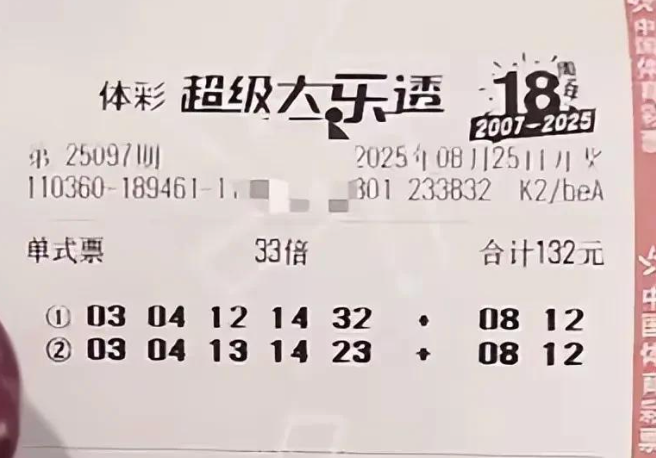 体彩 超级大乐透 18周年
2007-2025
第 25097期 2025年08月25日开奖
110360-189461-1 801 233832 K2/beA
单式票 33倍 合计132元
① 03 04 12 14 32 + 08 12
② 03 04 13 14 23 + 08 12
中国体育彩票
中国体育彩票